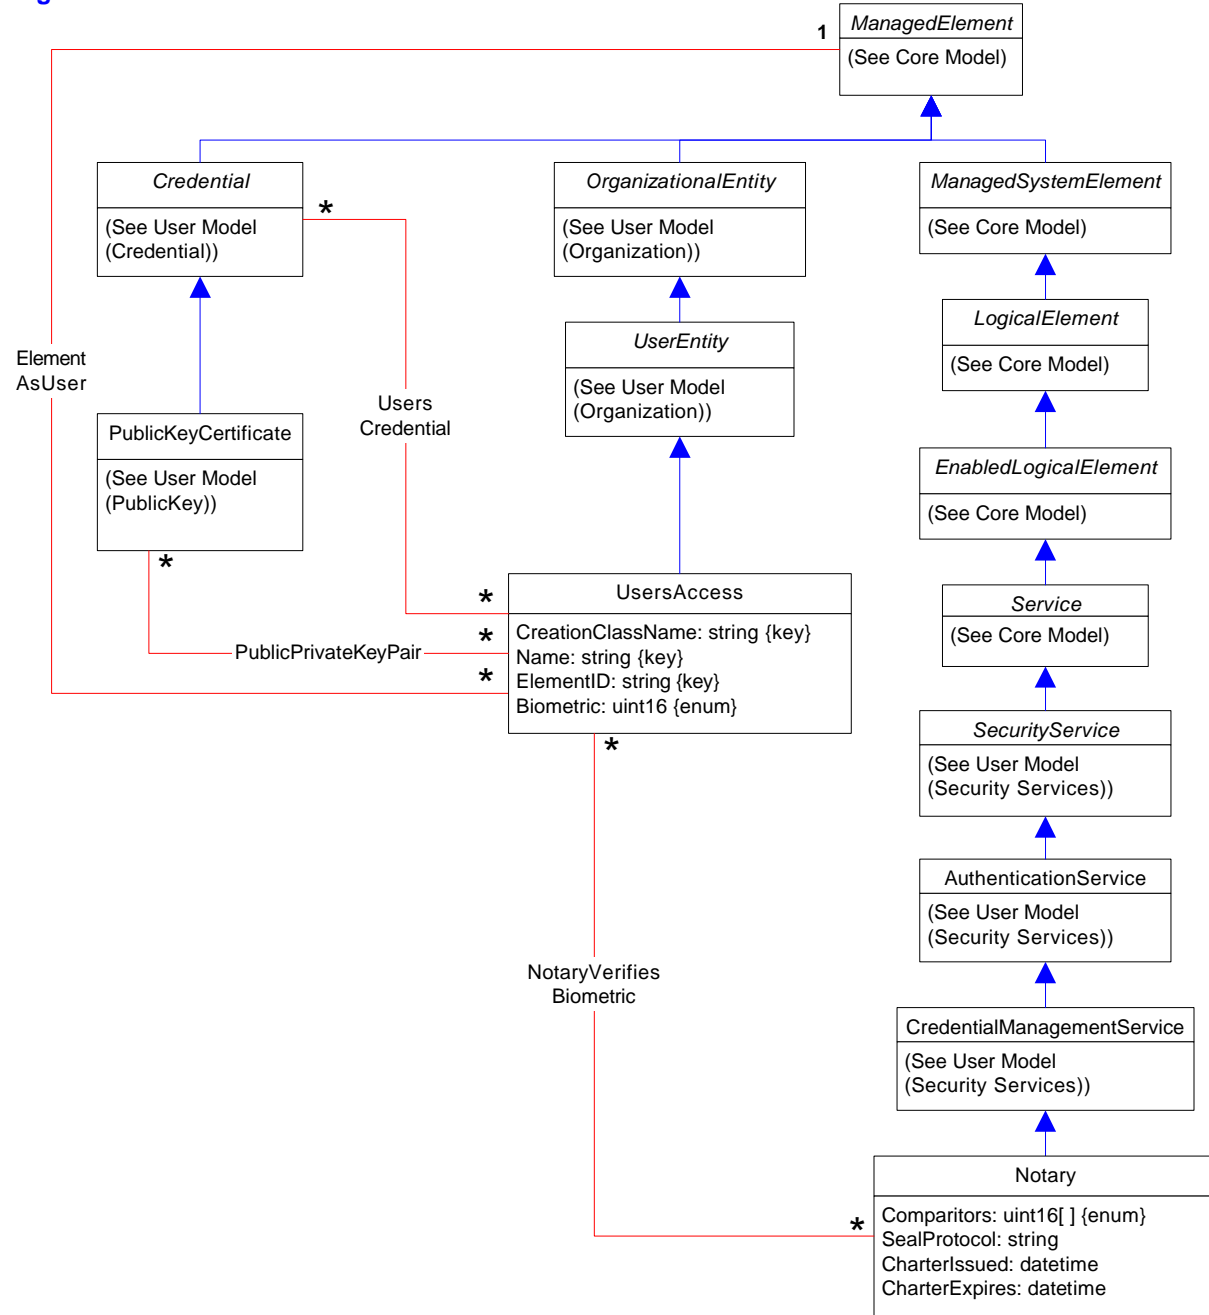 1
ManagedElement
(See Core Model)
Credential
(See User Model
(Credential))
*
OrganizationalEntity
(See User Model
(Organization))
ManagedSystemElement
(See Core Model)
LogicalElement
(See Core Model)
UserEntity
(See User Model
(Organization))
Element
AsUser
Users
Credential
PublicKeyCertificate
(See User Model
(PublicKey))
*
EnabledLogicalElement
(See Core Model)
UsersAccess
CreationClassName: string {key}
Name: string {key}
ElementID: string {key}
Biometric: uint16 {enum}
*
*
*
*
PublicPrivateKeyPair
Service
(See Core Model)
SecurityService
(See User Model
(Security Services))
AuthenticationService
(See User Model
(Security Services))
NotaryVerifies
Biometric
CredentialManagementService
(See User Model
(Security Services))
Notary
Comparitors: uint16[ ] {enum}
SealProtocol: string
CharterIssued: datetime
CharterExpires: datetime
*